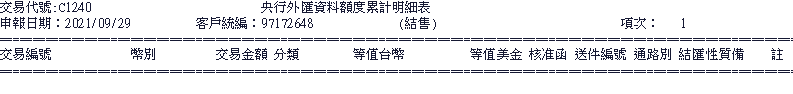 交易代號:C1240 央行外匯資料額度累計明細表
申報日期：2021/09/29 客戶統編：97172648 (結售) 項次： 1
交易編號 幣別 交易金額 分類 等值台幣 等值美金 核准函 送件編號 通路別 結匯性質備 註